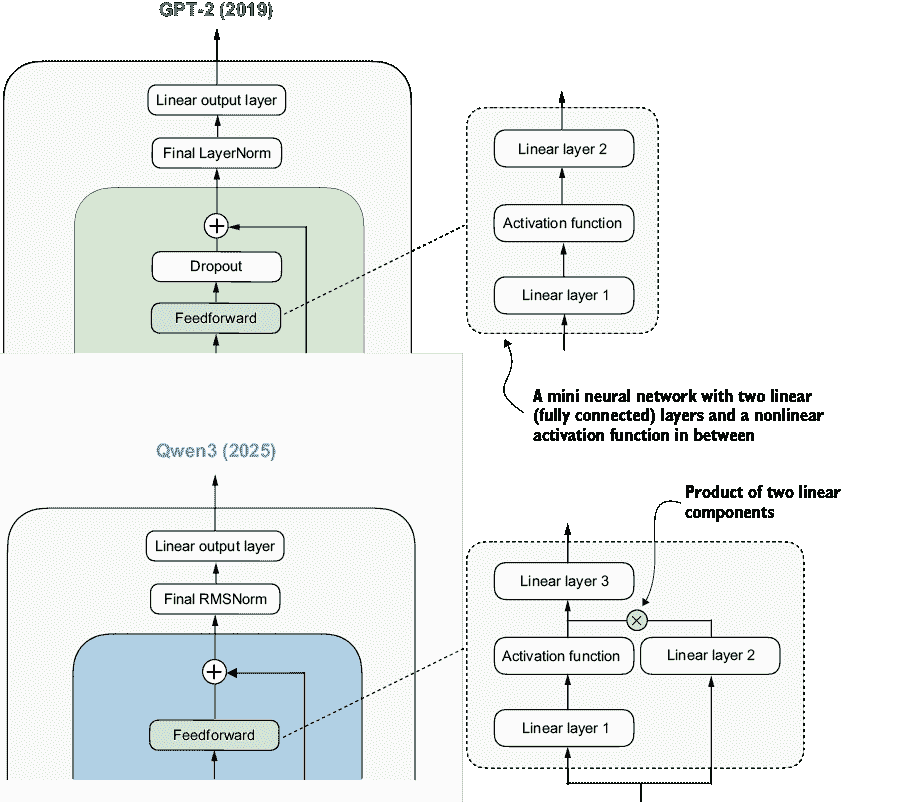 GPT-2 (2019)
Linear output layer
Final LayerNorm
Dropout
Feedforward
Linear layer 2
Activation function
Linear layer 1
A mini neural network with two linear
(fully connected) layers and a nonlinear
activation function in between
Qwen3 (2025)
Linear output layer
Final RMSNorm
Feedforward
Product of two linear
components
Linear layer 3
Activation function
Linear layer 2
Linear layer 1